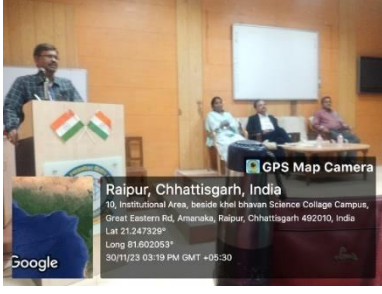 GPS Map Camera
Raipur, Chhattisgarh, India
10, Institutional Area, beside khel bhavan Science Collage Campus,
Great Eastern Rd, Amanaka, Raipur, Chhattisgarh 492010, India
Lat 21.247329°
Long 81.602053°
30/11/23 03:19 PM GMT +05:30
Google